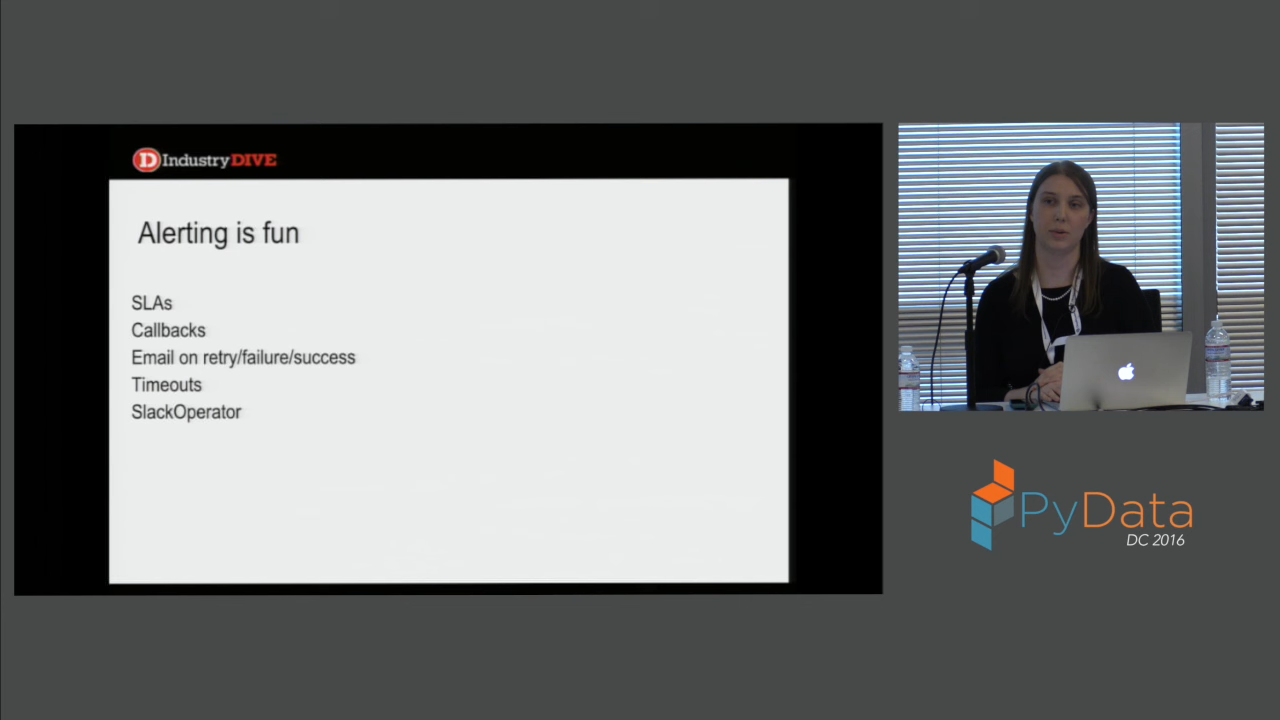 IndustryDIVE
Alerting is fun
SLAs
Callbacks
Email on retry/failure/success
Timeouts
SlackOperator
PyData
DC 2016